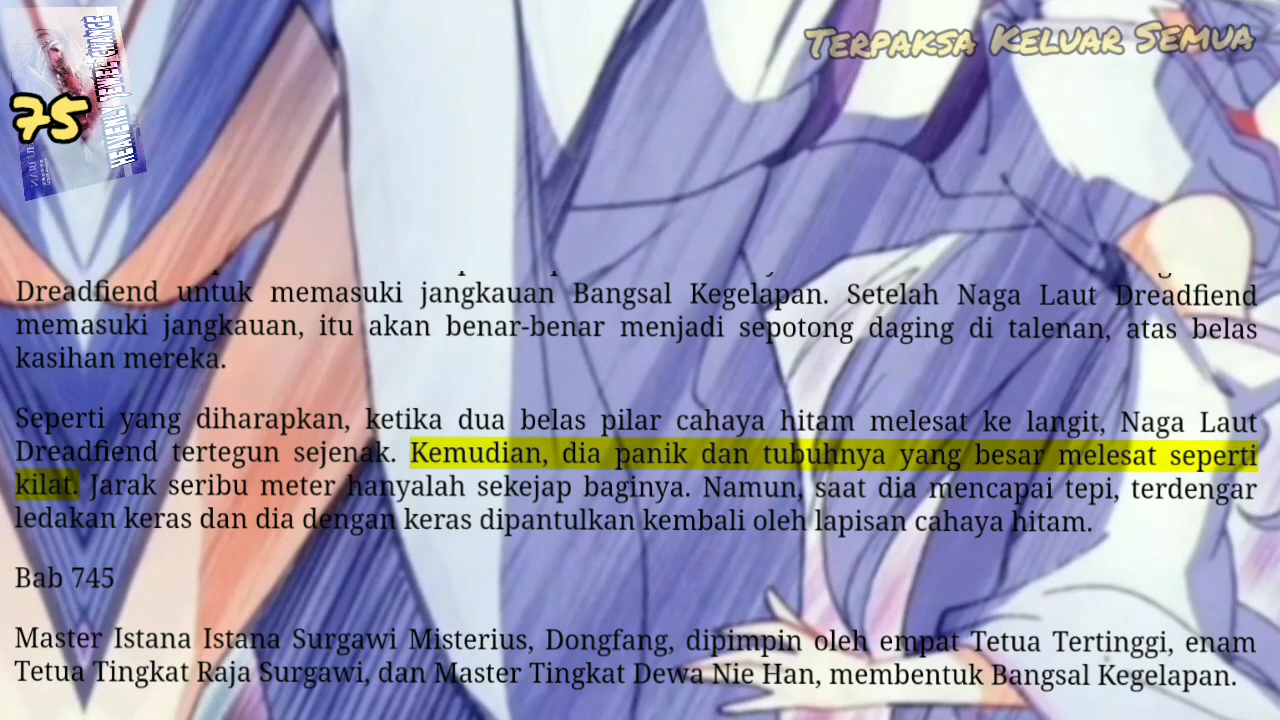 Terpaksa Keluar Semua
75
HEAVENLY JEWEL CHANGE
Dreadfiend untuk memasuki jangkauan Bangsal Kegelapan. Setelah Naga Laut Dreadfiend
memasuki jangkauan, itu akan benar-benar menjadi sepotong daging di talenan, atas belas
kasihan mereka.
Seperti yang diharapkan, ketika dua belas pilar cahaya hitam melesat ke langit, Naga Laut
Dreadfiend tertegun sejenak. Kemudian, dia panik dan tubuhnya yang besar melesat seperti
kilat. Jarak seribu meter hanyalah sekejap baginya. Namun, saat dia mencapai tepi, terdengar
ledakan keras dan dia dengan keras dipantulkan kembali oleh lapisan cahaya hitam.
Bab 745
Master Istana Istana Surgawi Misterius, Dongfang, dipimpin oleh empat Tetua Tertinggi, enam
Tetua Tingkat Raja Surgawi, dan Master Tingkat Dewa Nie Han, membentuk Bangsal Kegelapan.